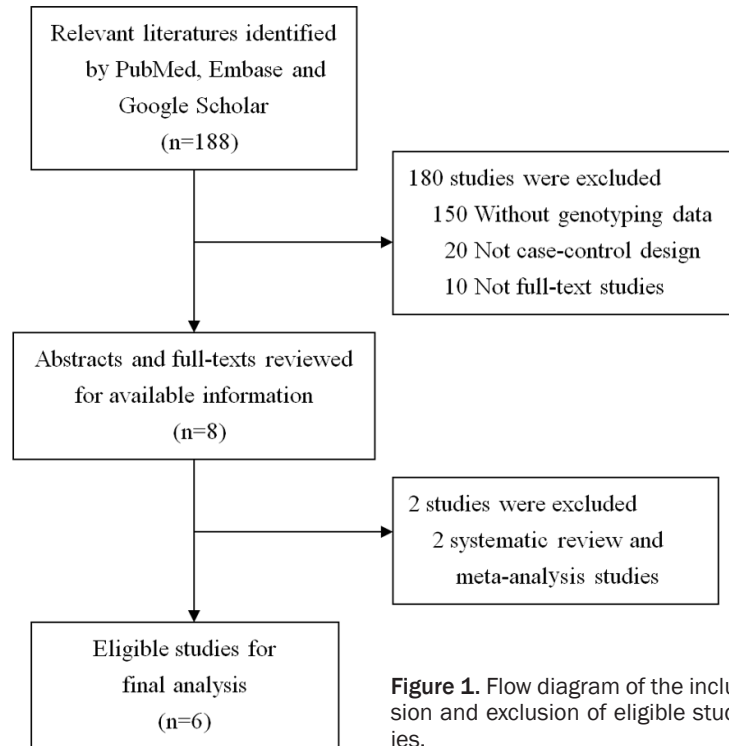 Relevant literatures identified
by PubMed, Embase and
Google Scholar
(n=188)
180 studies were excluded
150 Without genotyping data
20 Not case-control design
10 Not full-text studies
Abstracts and full-texts reviewed
for available information
(n=8)
2 studies were excluded
2 systematic review and
meta-analysis studies
Eligible studies for
final analysis
(n=6)
Figure 1. Flow diagram of the inclu-
sion and exclusion of eligible stud-
ies.